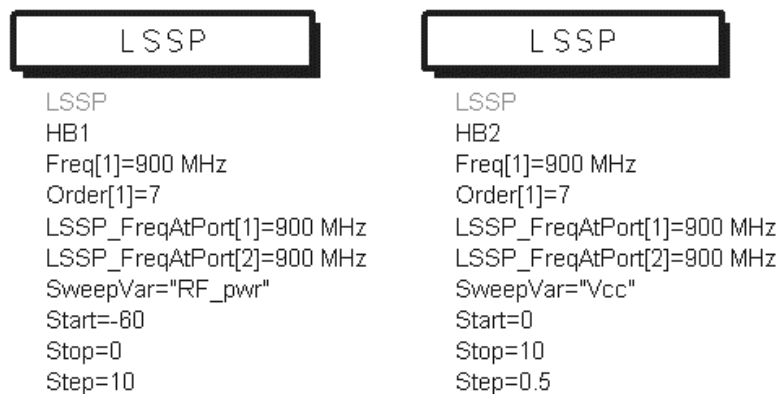 LSSP
LSSP
HB1
Freq[1]=900 MHz
Order[1]=7
LSSP_FreqAtPort[1]=900 MHz
LSSP_FreqAtPort[2]=900 MHz
SweepVar="RF_pwr"
Start=-60
Stop=0
Step=10
LSSP
LSSP
HB2
Freq[1]=900 MHz
Order[1]=7
LSSP_FreqAtPort[1]=900 MHz
LSSP_FreqAtPort[2]=900 MHz
SweepVar="Vcc"
Start=0
Stop=10
Step=0.5